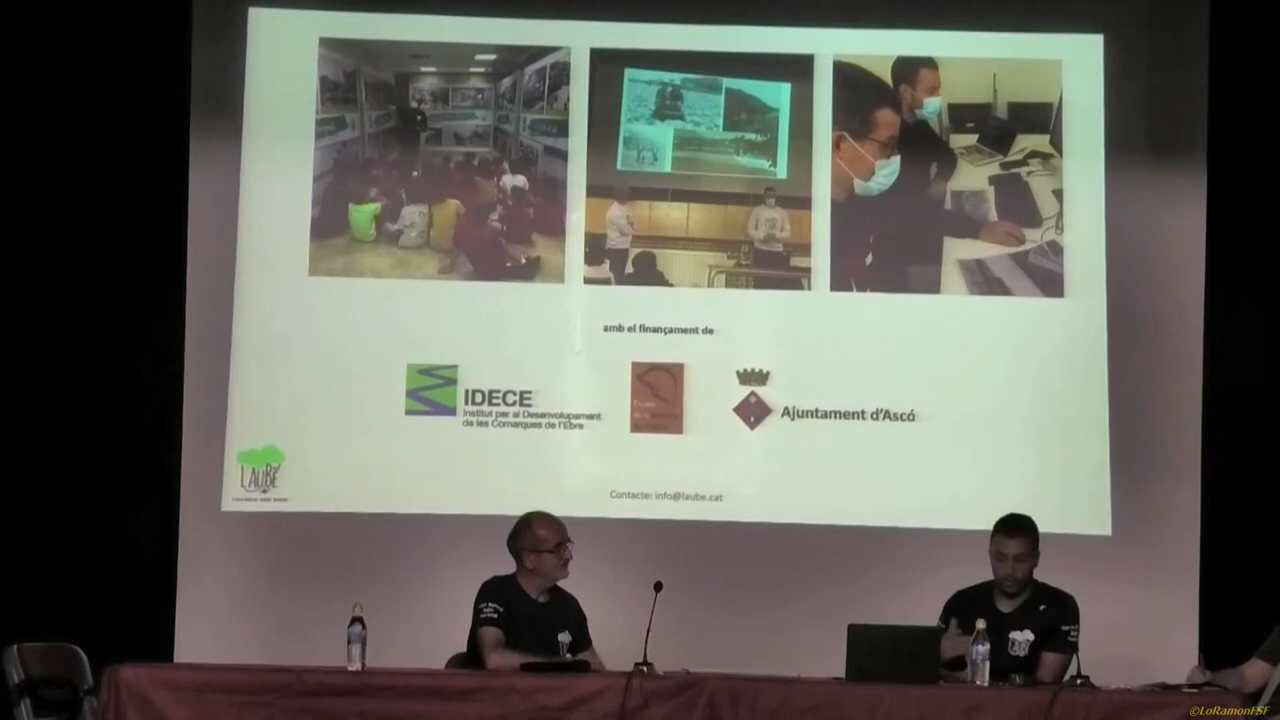 amb el finançament de
IDECE
Institut per al Desenvolupament
de les Comarques de l'Ebre
Ajuntament d'Ascó
L'AUBE
Contacte: info@laube.cat
L'AUBE
©LoRamonFSF